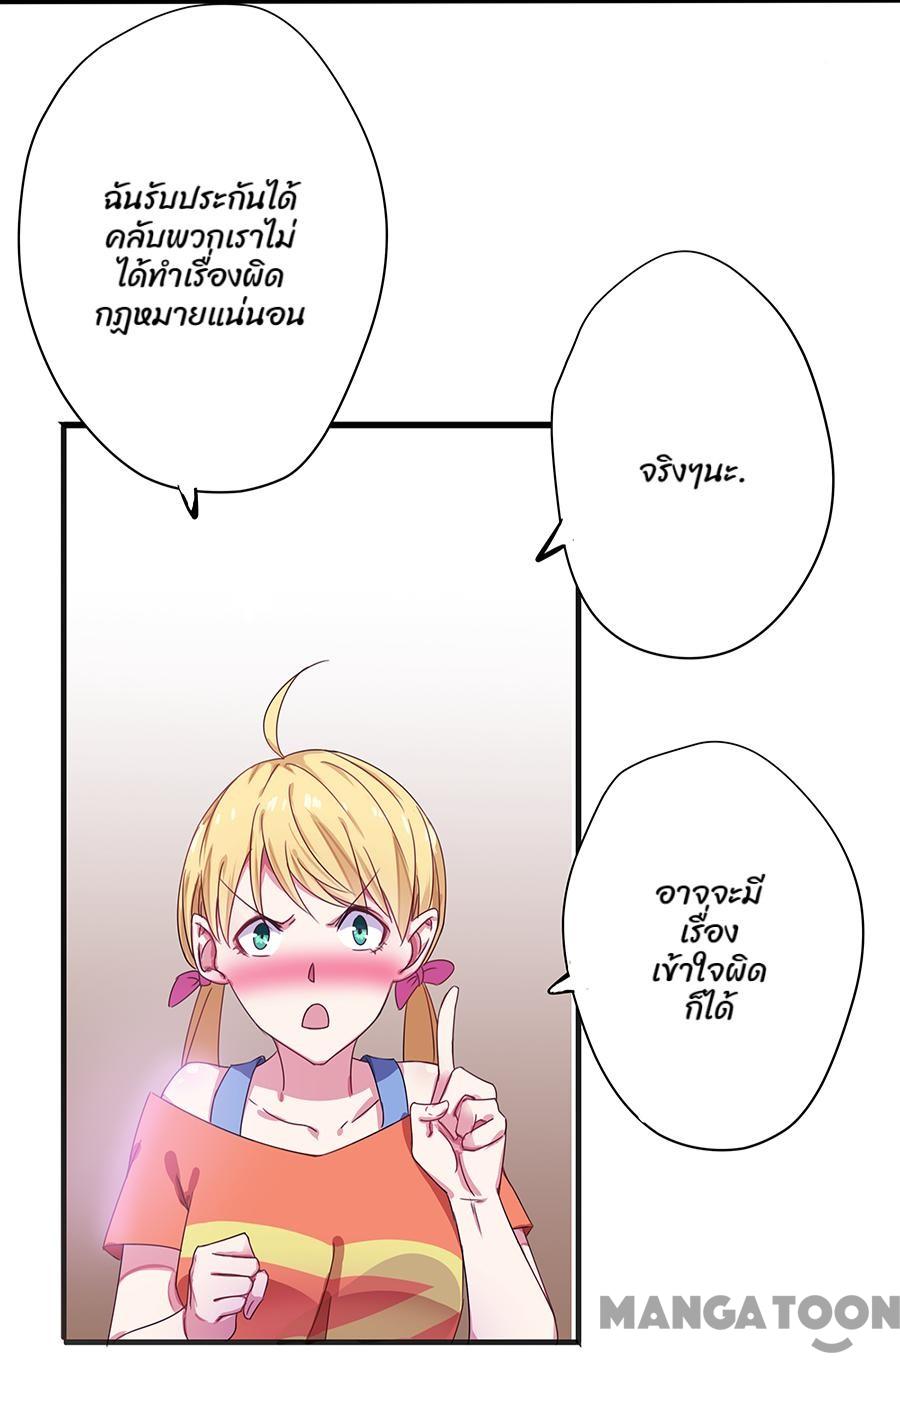 ฉันรับประกันได้
คลับพวกเราไม่
ได้ทำเรื่องผิด
กฎหมายแน่นอน
จริงๆนะ.
อาจจะมี
เรื่อง
เข้าใจผิด
ก็ได้
MANGATOON